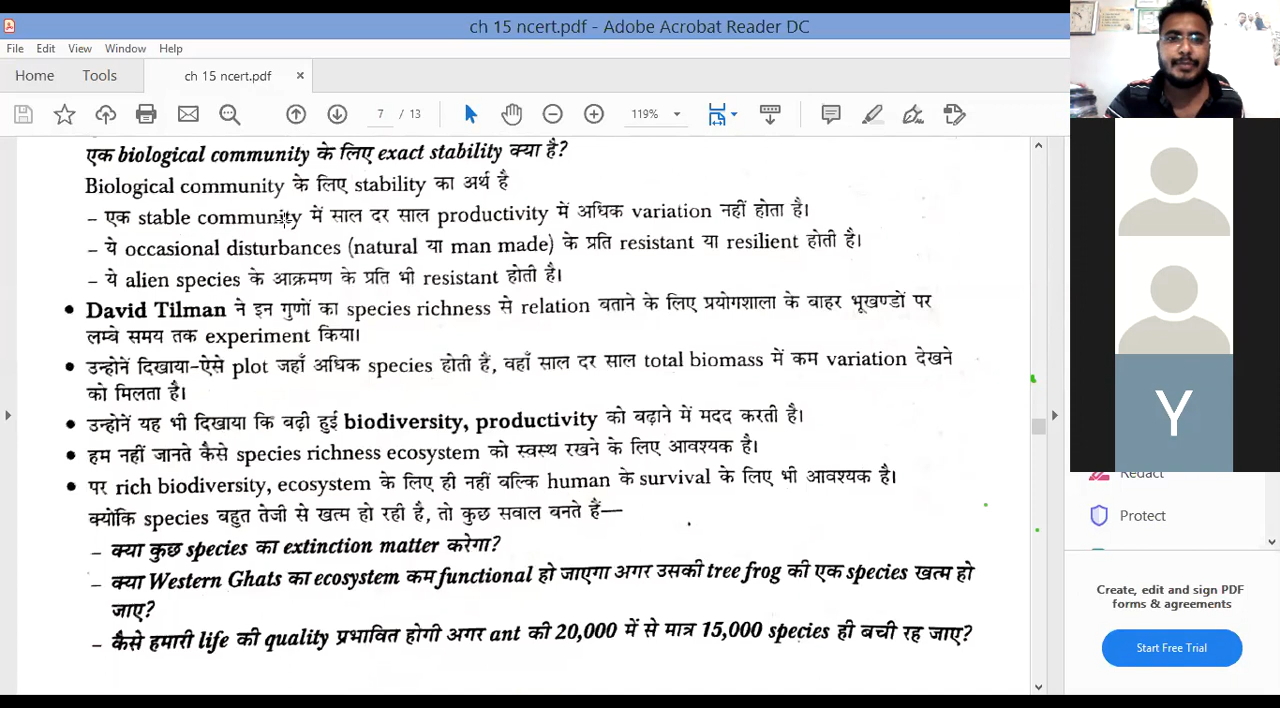 ch 15 ncert.pdf - Adobe Acrobat Reader DC
File Edit View Window Help
Home Tools ch 15 ncert.pdf ×
7 / 13 119%
एक biological community के लिए exact stability क्या है?
Biological community के लिए stability का अर्थ है
– एक stable community में साल दर साल productivity में अधिक variation नहीं होता है।
– ये occasional disturbances (natural या man made) के प्रति resistant या resilient होती है।
– ये alien species के आक्रमण के प्रति भी resistant होती है।
• David Tilman ने इन गुणों का species richness से relation बताने के लिए प्रयोगशाला के बाहर भूखण्डों पर
लम्बे समय तक experiment किया।
• उन्होनें दिखाया-ऐसे plot जहाँ अधिक species होती हैं, वहाँ साल दर साल total biomass में कम variation देखने
को मिलता है।
• उन्होनें यह भी दिखाया कि बढ़ी हुई biodiversity, productivity को बढ़ाने में मदद करती है।
• हम नहीं जानते कैसे species richness ecosystem को स्वस्थ रखने के लिए आवश्यक है।
• पर rich biodiversity, ecosystem के लिए ही नहीं बल्कि human के survival के लिए भी आवश्यक है।
क्योंकि species बहुत तेजी से खत्म हो रही है, तो कुछ सवाल बनते हैं—
– क्या कुछ species का extinction matter करेगा?
– क्या Western Ghats का ecosystem कम functional हो जाएगा अगर उसकी tree frog की एक species खत्म हो
जाए?
– कैसे हमारी life की quality प्रभावित होगी अगर ant की 20,000 में से मात्र 15,000 species ही बची रह जाए?
Y
Redact
Protect
Create, edit and sign PDF
forms & agreements
Start Free Trial